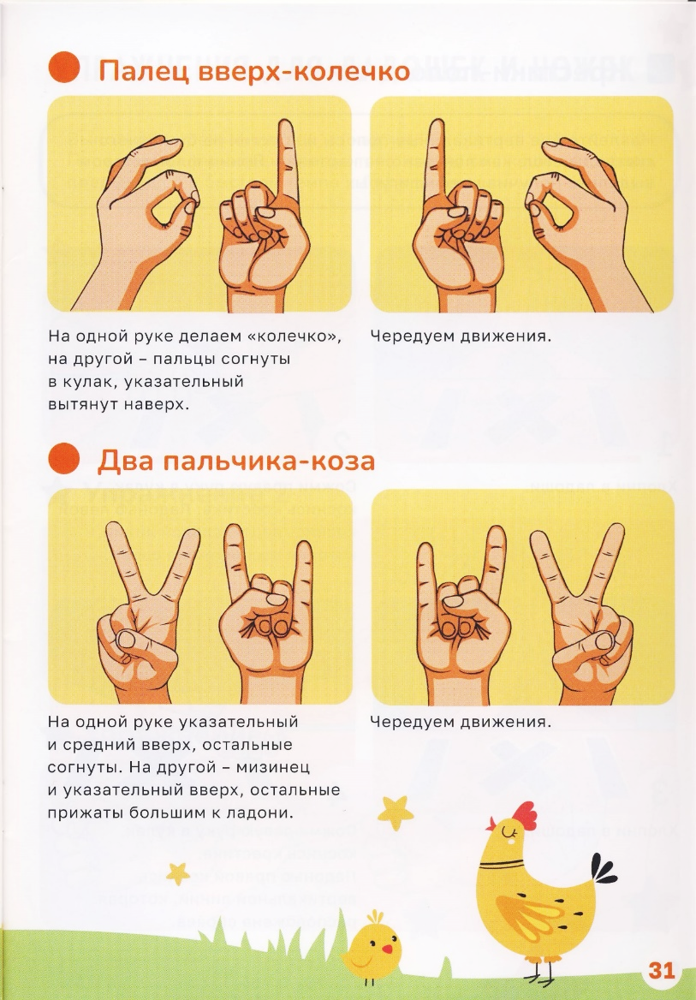 Палец вверх-колечко
На одной руке делаем «колечко»,
на другой – пальцы согнуты
в кулак, указательный
вытянут наверх.
Чередуем движения.
Два пальчика-коза
На одной руке указательный
и средний вверх, остальные
согнуты. На другой – мизинец
и указательный вверх, остальные
прижаты большим к ладони.
Чередуем движения.
31